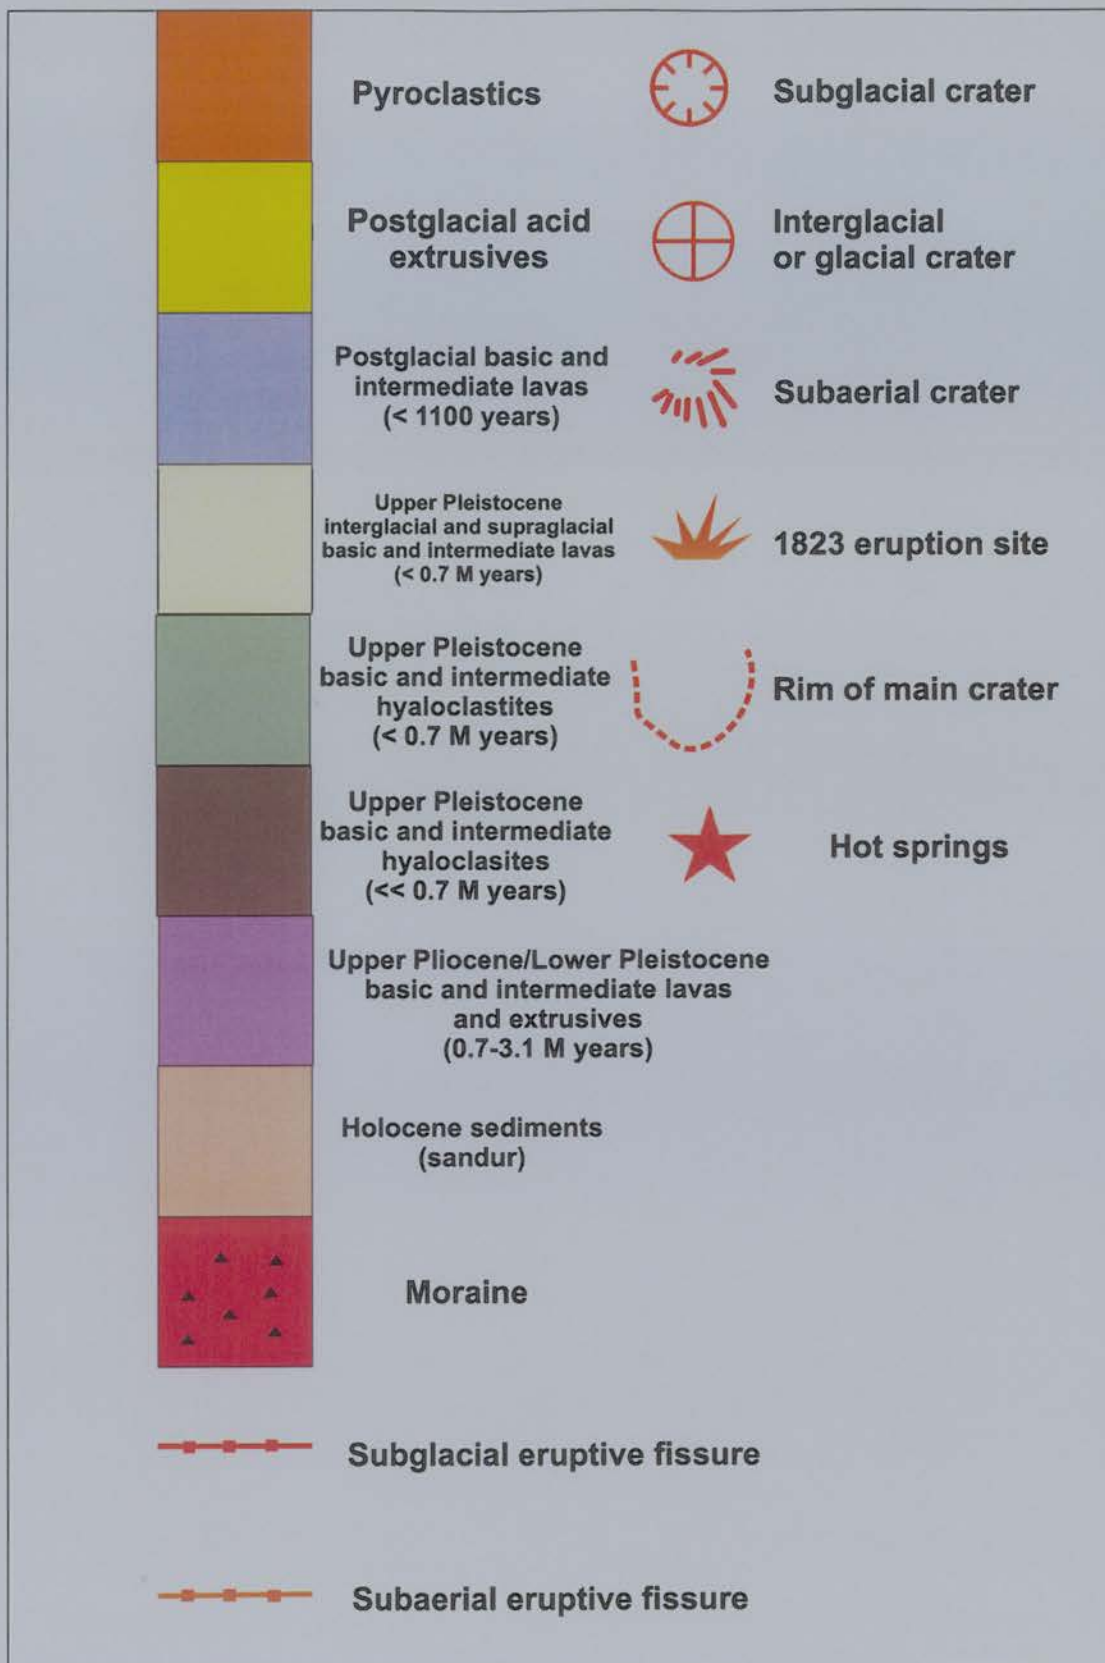 Pyroclastics
Subglacial crater
Postglacial acid
extrusives
Interglacial
or glacial crater
Postglacial basic and
intermediate lavas
(< 1100 years)
Subaerial crater
Upper Pleistocene
interglacial and supraglacial
basic and intermediate lavas
(< 0.7 M years)
1823 eruption site
Upper Pleistocene
basic and intermediate
hyaloclastites
(< 0.7 M years)
Rim of main crater
Upper Pleistocene
basic and intermediate
hyaloclasites
(<< 0.7 M years)
Hot springs
Upper Pliocene/Lower Pleistocene
basic and intermediate lavas
and extrusives
(0.7-3.1 M years)
Holocene sediments
(sandur)
Moraine
Subglacial eruptive fissure
Subaerial eruptive fissure